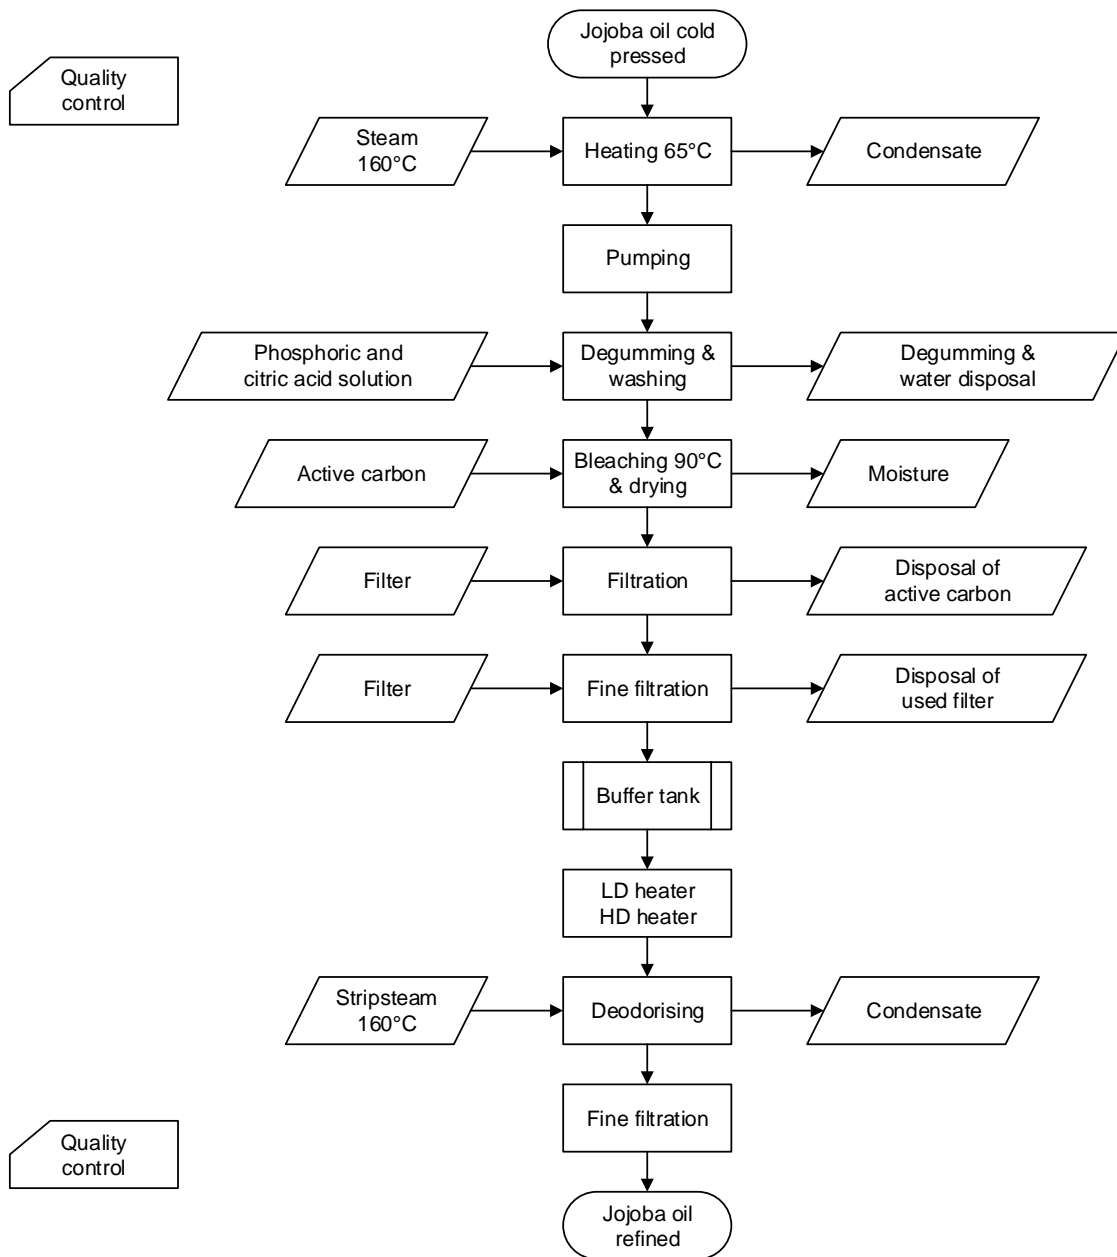 Jojoba oil cold
pressed
Quality
control
Steam
160°C
Heating 65°C
Condensate
Pumping
Phosphoric and
citric acid solution
Degumming &
washing
Degumming &
water disposal
Active carbon
Bleaching 90°C
& drying
Moisture
Filter
Filtration
Disposal of
active carbon
Filter
Fine filtration
Disposal of
used filter
Buffer tank
LD heater
HD heater
Stripsteam
160°C
Deodorising
Condensate
Fine filtration
Quality
control
Jojoba oil
refined